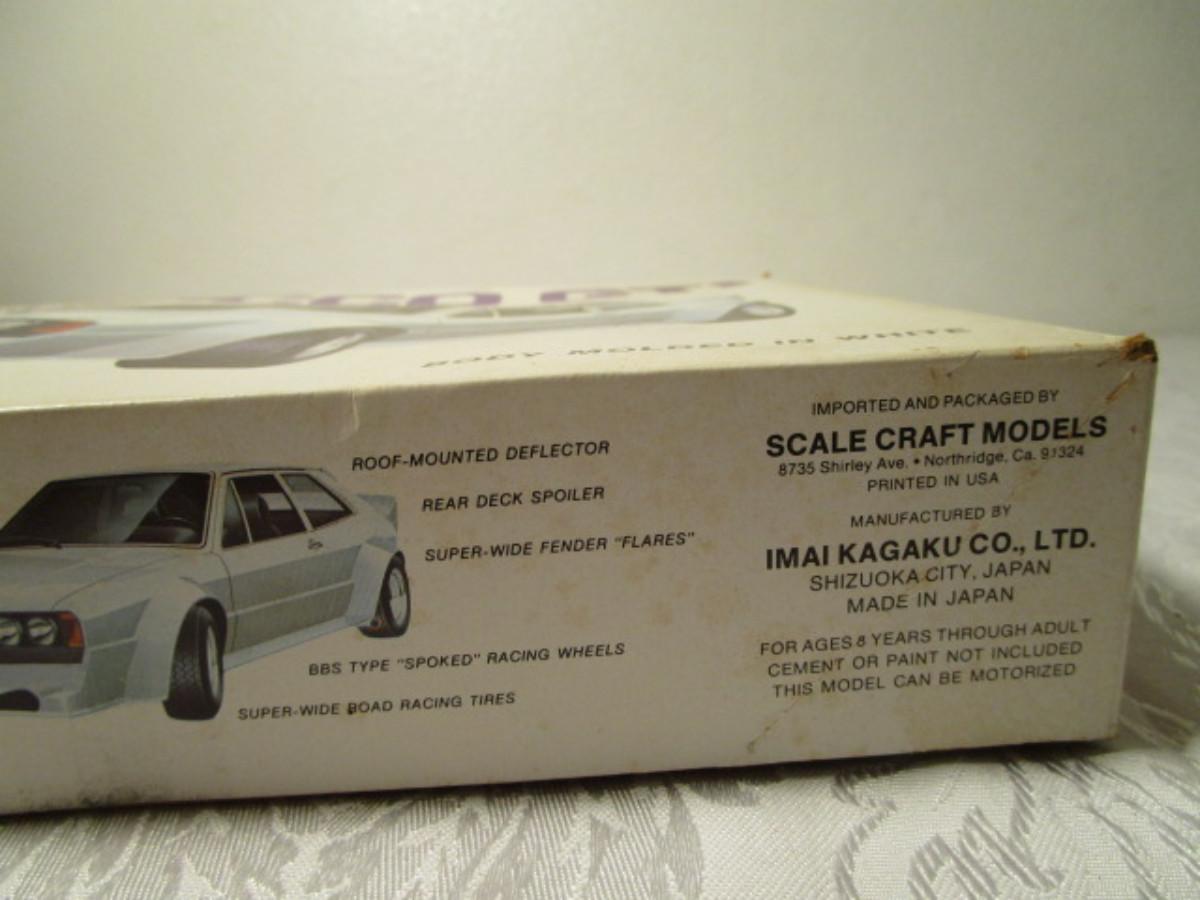 BODY MOLDED IN WHITE
ROOF-MOUNTED DEFLECTOR
REAR DECK SPOILER
SUPER-WIDE FENDER "FLARES"
BBS TYPE "SPOKED" RACING WHEELS
SUPER-WIDE BOAD RACING TIRES
IMPORTED AND PACKAGED BY
SCALE CRAFT MODELS
8735 Shirley Ave. • Northridge, Ca. 91324
PRINTED IN USA
MANUFACTURED BY
IMAI KAGAKU CO., LTD.
SHIZUOKA CITY, JAPAN
MADE IN JAPAN
FOR AGES 8 YEARS THROUGH ADULT
CEMENT OR PAINT NOT INCLUDED
THIS MODEL CAN BE MOTORIZED